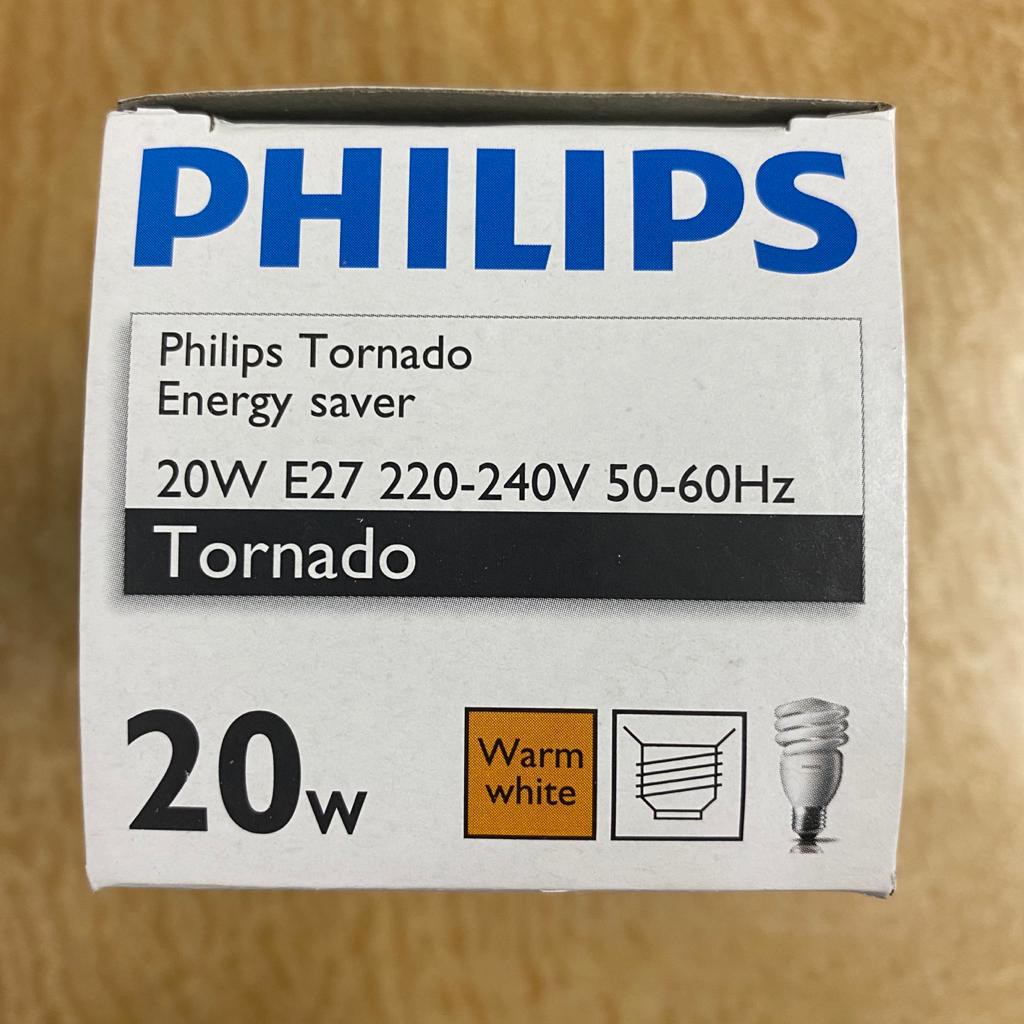 PHILIPS
Philips Tornado
Energy saver
20W E27 220-240V 50-60Hz
Tornado
20w
Warm
white